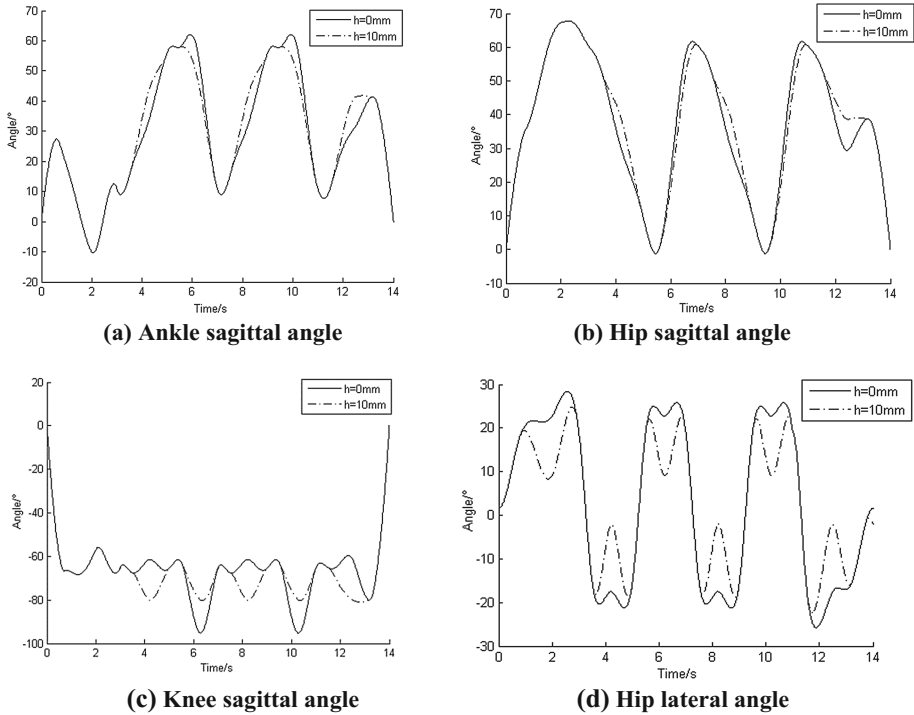 70
60
50
40
30
20
10
0
-10
-20
Angle/°
h=0mm
h=10mm
0 2 4 6 8 10 12 14
Time/s
(a) Ankle sagittal angle
70
60
50
40
30
20
10
0
-10
Angle/°
h=0mm
h=10mm
0 2 4 6 8 10 12 14
Time/s
(b) Hip sagittal angle
20
0
-20
-40
-60
-80
-100
Angle/°
h=0mm
h=10mm
0 2 4 6 8 10 12 14
Time/s
(c) Knee sagittal angle
30
20
10
0
-10
-20
-30
Angle/°
h=0mm
h=10mm
0 2 4 6 8 10 12 14
Time/s
(d) Hip lateral angle